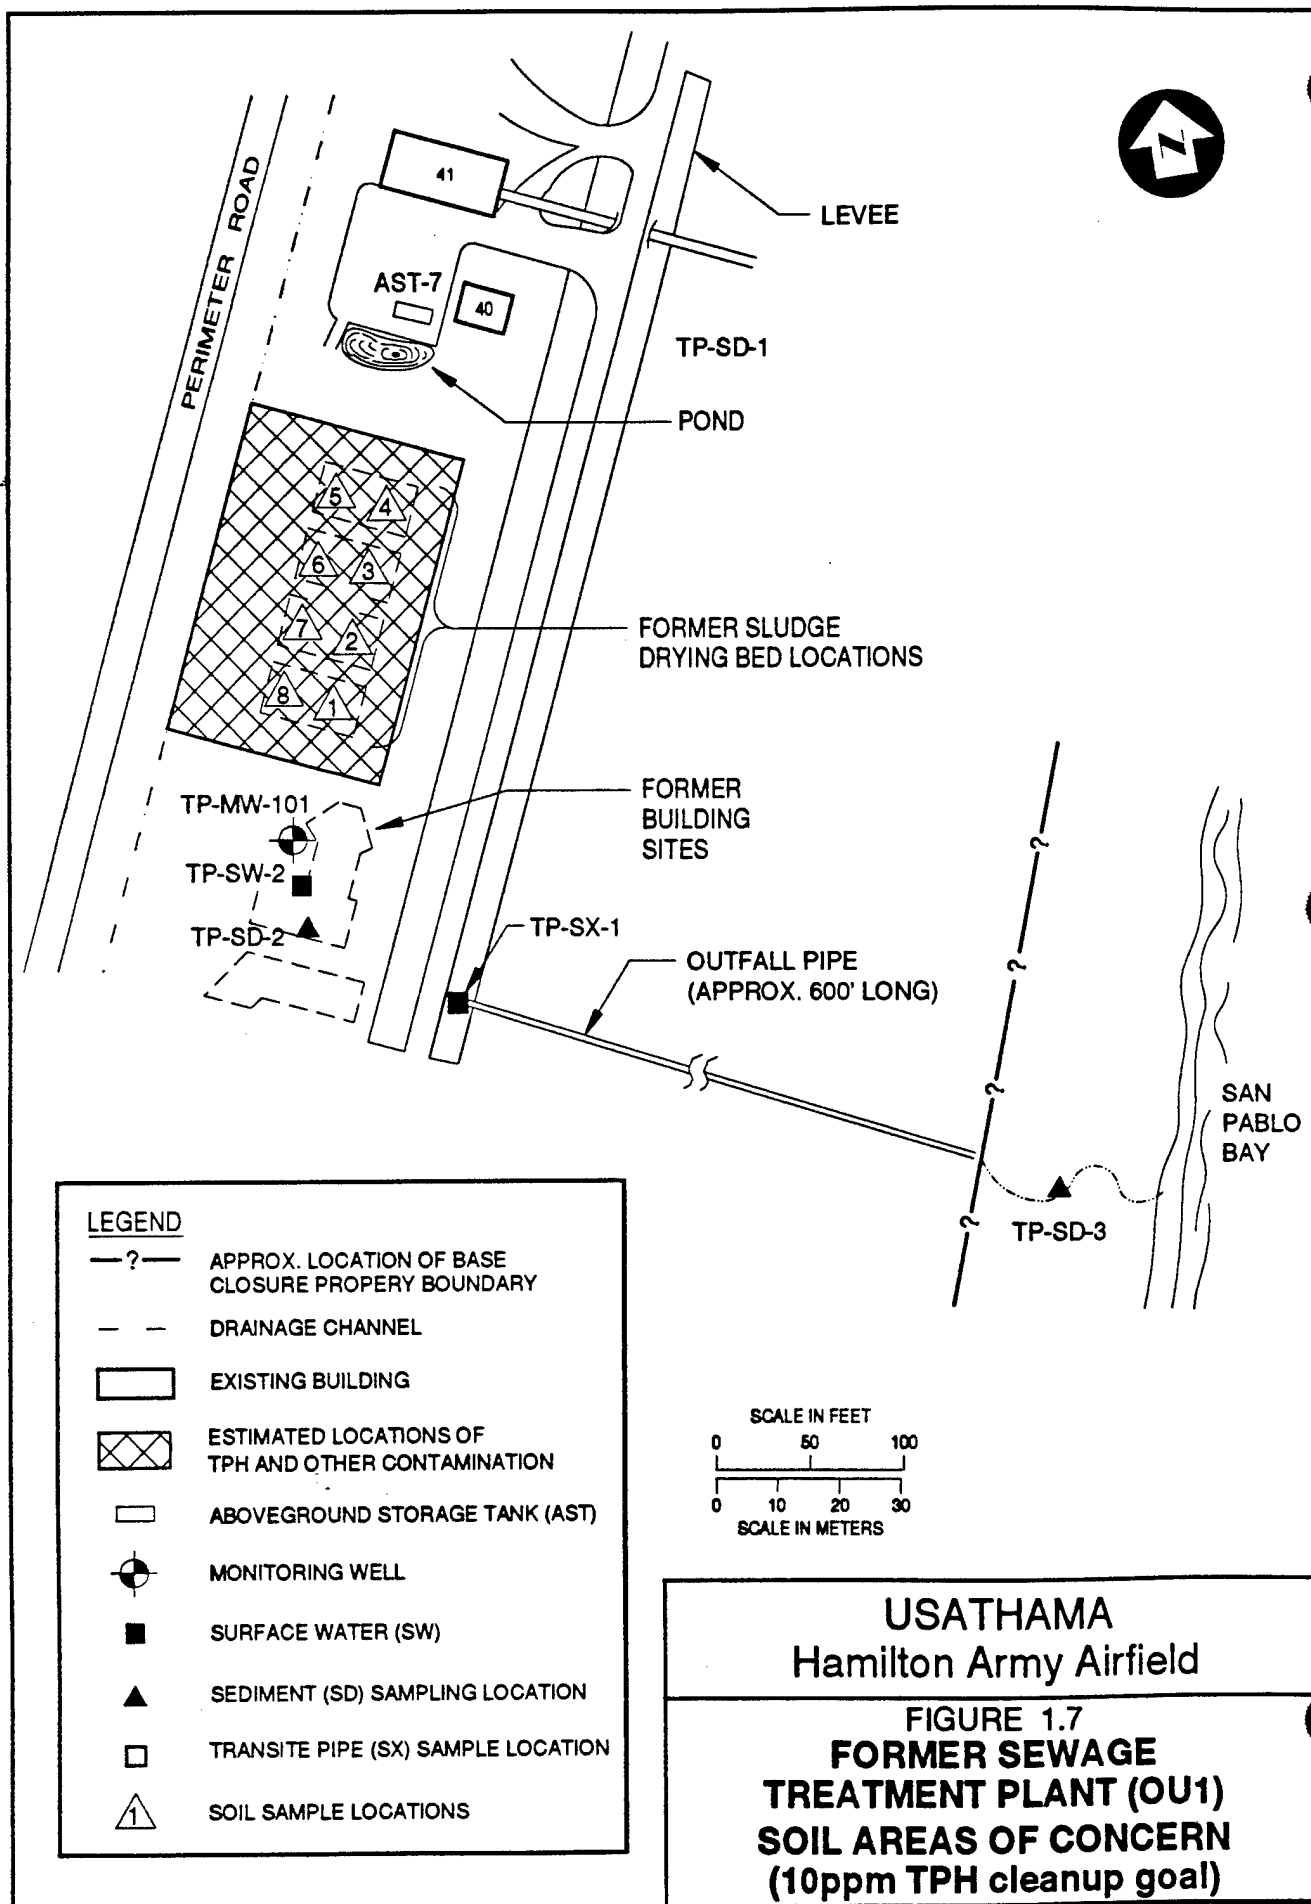 N
41
LEVEE
PERIMETER ROAD
AST-7
40
TP-SD-1
POND
5
4
6
3
7
2
8
1
FORMER SLUDGE
DRYING BED LOCATIONS
TP-MW-101
FORMER
BUILDING
SITES
TP-SW-2
TP-SD-2
TP-SX-1
OUTFALL PIPE
(APPROX. 600' LONG)
?
?
?
?
SAN
PABLO
BAY
TP-SD-3
LEGEND
?
APPROX. LOCATION OF BASE
CLOSURE PROPERY BOUNDARY
DRAINAGE CHANNEL
EXISTING BUILDING
ESTIMATED LOCATIONS OF
TPH AND OTHER CONTAMINATION
ABOVEGROUND STORAGE TANK (AST)
MONITORING WELL
SURFACE WATER (SW)
SEDIMENT (SD) SAMPLING LOCATION
TRANSITE PIPE (SX) SAMPLE LOCATION
1 SOIL SAMPLE LOCATIONS
SCALE IN FEET
0 50 100
0 10 20 30
SCALE IN METERS
USATHAMA
Hamilton Army Airfield
FIGURE 1.7
FORMER SEWAGE
TREATMENT PLANT (OU1)
SOIL AREAS OF CONCERN
(10ppm TPH cleanup goal)